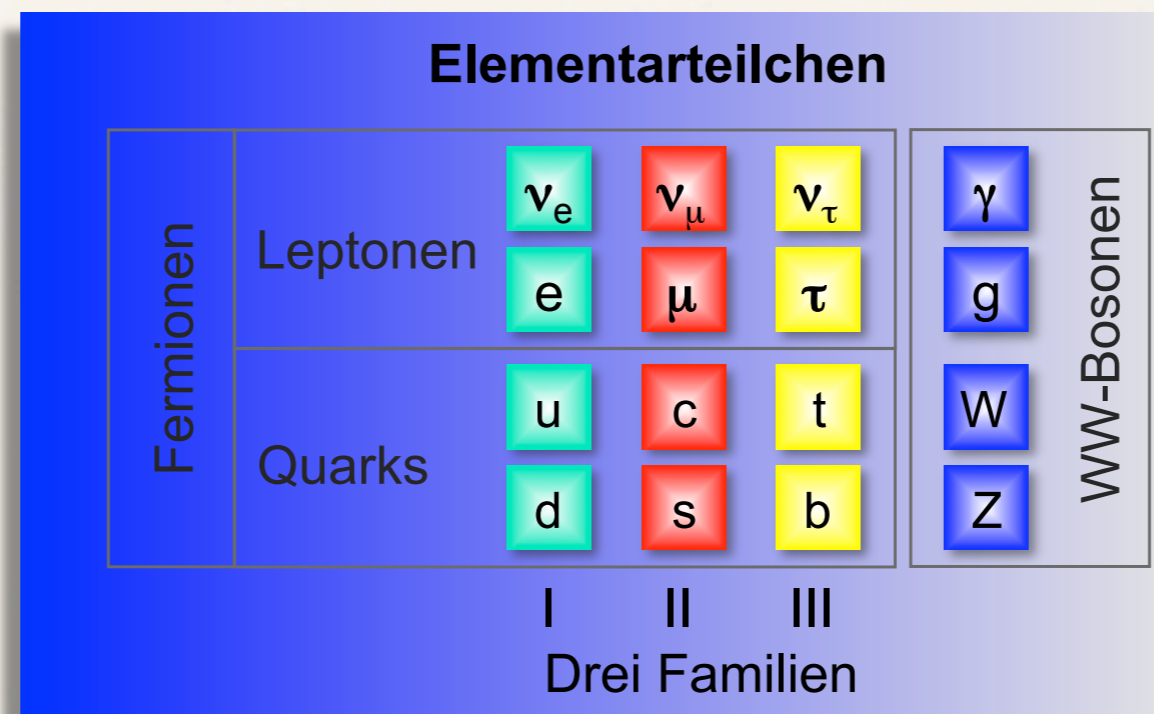 Elementarteilchen
Fermionen
Leptonen
νe νμ ντ
e μ τ
Quarks
u c t
d s b
γ
g
W
Z
WW-Bosonen
I II III
Drei Familien